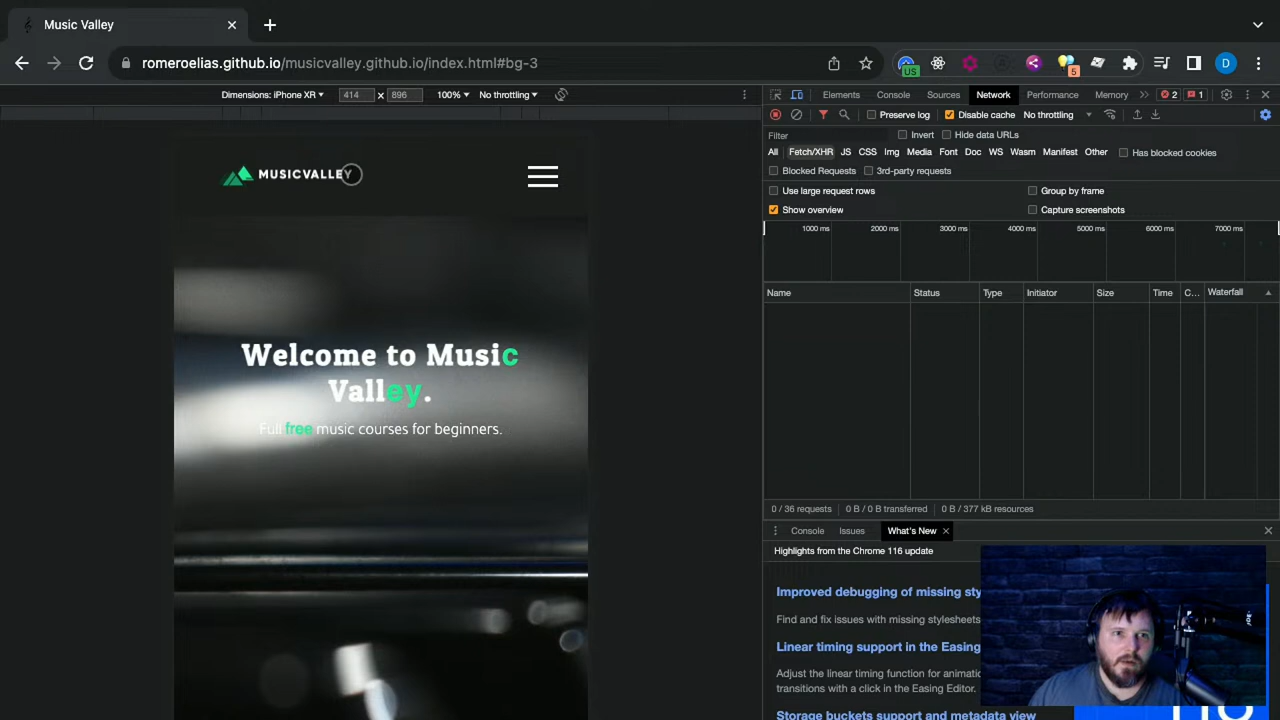 Music Valley
romeroelias.github.io/musicvalley.github.io/index.html#bg-3
US
5
D
Dimensions: iPhone XR 414 x 896 100% No throttling
Elements Console Sources Network Performance Memory 2 1
Preserve log Disable cache No throttling
Filter Invert Hide data URLs
All Fetch/XHR JS CSS Img Media Font Doc WS Wasm Manifest Other Has blocked cookies
Blocked Requests 3rd-party requests
Use large request rows Group by frame
Show overview Capture screenshots
1000 ms 2000 ms 3000 ms 4000 ms 5000 ms 6000 ms 7000 ms
Name Status Type Initiator Size Time C... Waterfall
0 / 36 requests 0 B / 0 B transferred 0 B / 377 kB resources
Console Issues What's New
Highlights from the Chrome 116 update
Improved debugging of missing sty
Find and fix issues with missing stylesheets
Linear timing support in the Easing
Adjust the linear timing function for animatio
transitions with a click in the Easing Editor.
Storage buckets support and metadata view
MUSICVALLEY
Welcome to Music
Valley.
Full free music courses for beginners.